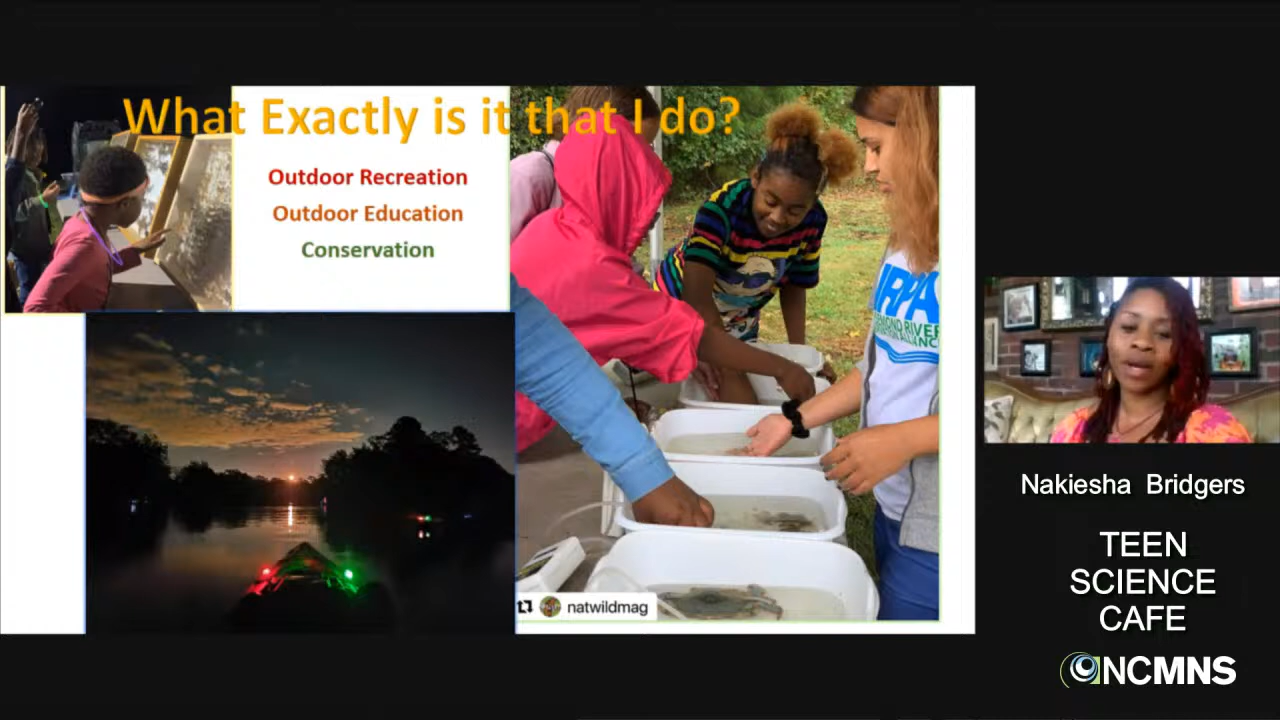 What Exactly is it that I do?
Outdoor Recreation
Outdoor Education
Conservation
natwildmag
Nakiesha Bridgers
TEEN
SCIENCE
CAFE
NCMNS